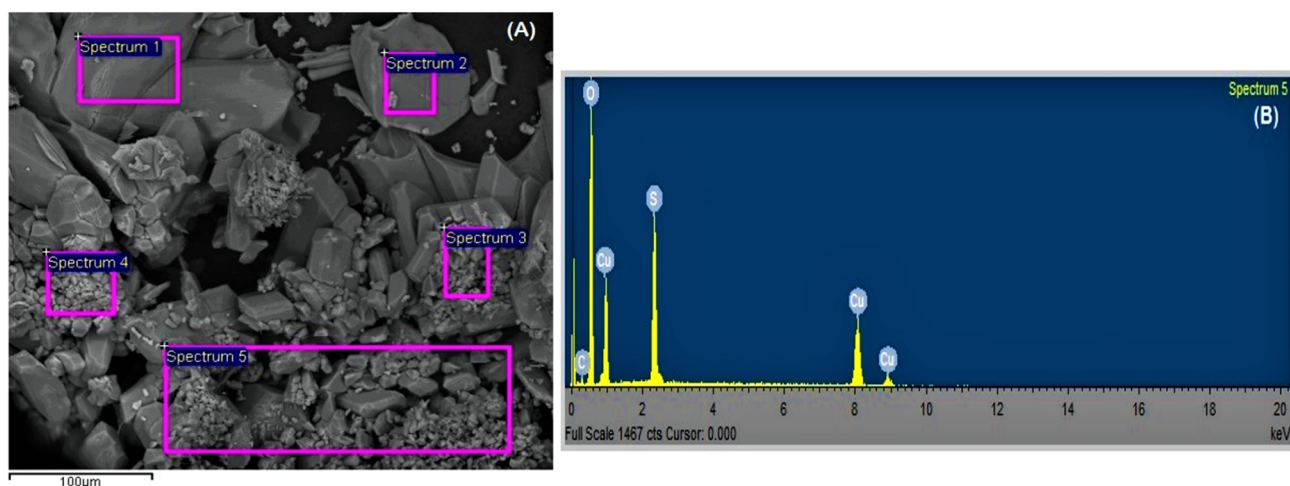 (A)
Spectrum 1
Spectrum 2
Spectrum 3
Spectrum 4
Spectrum 5
100µm
Spectrum 5
(B)
O
S
Cu
Cu
C
Cu
0 2 4 6 8 10 12 14 16 18 20
Full Scale 1467 cts Cursor: 0.000 keV